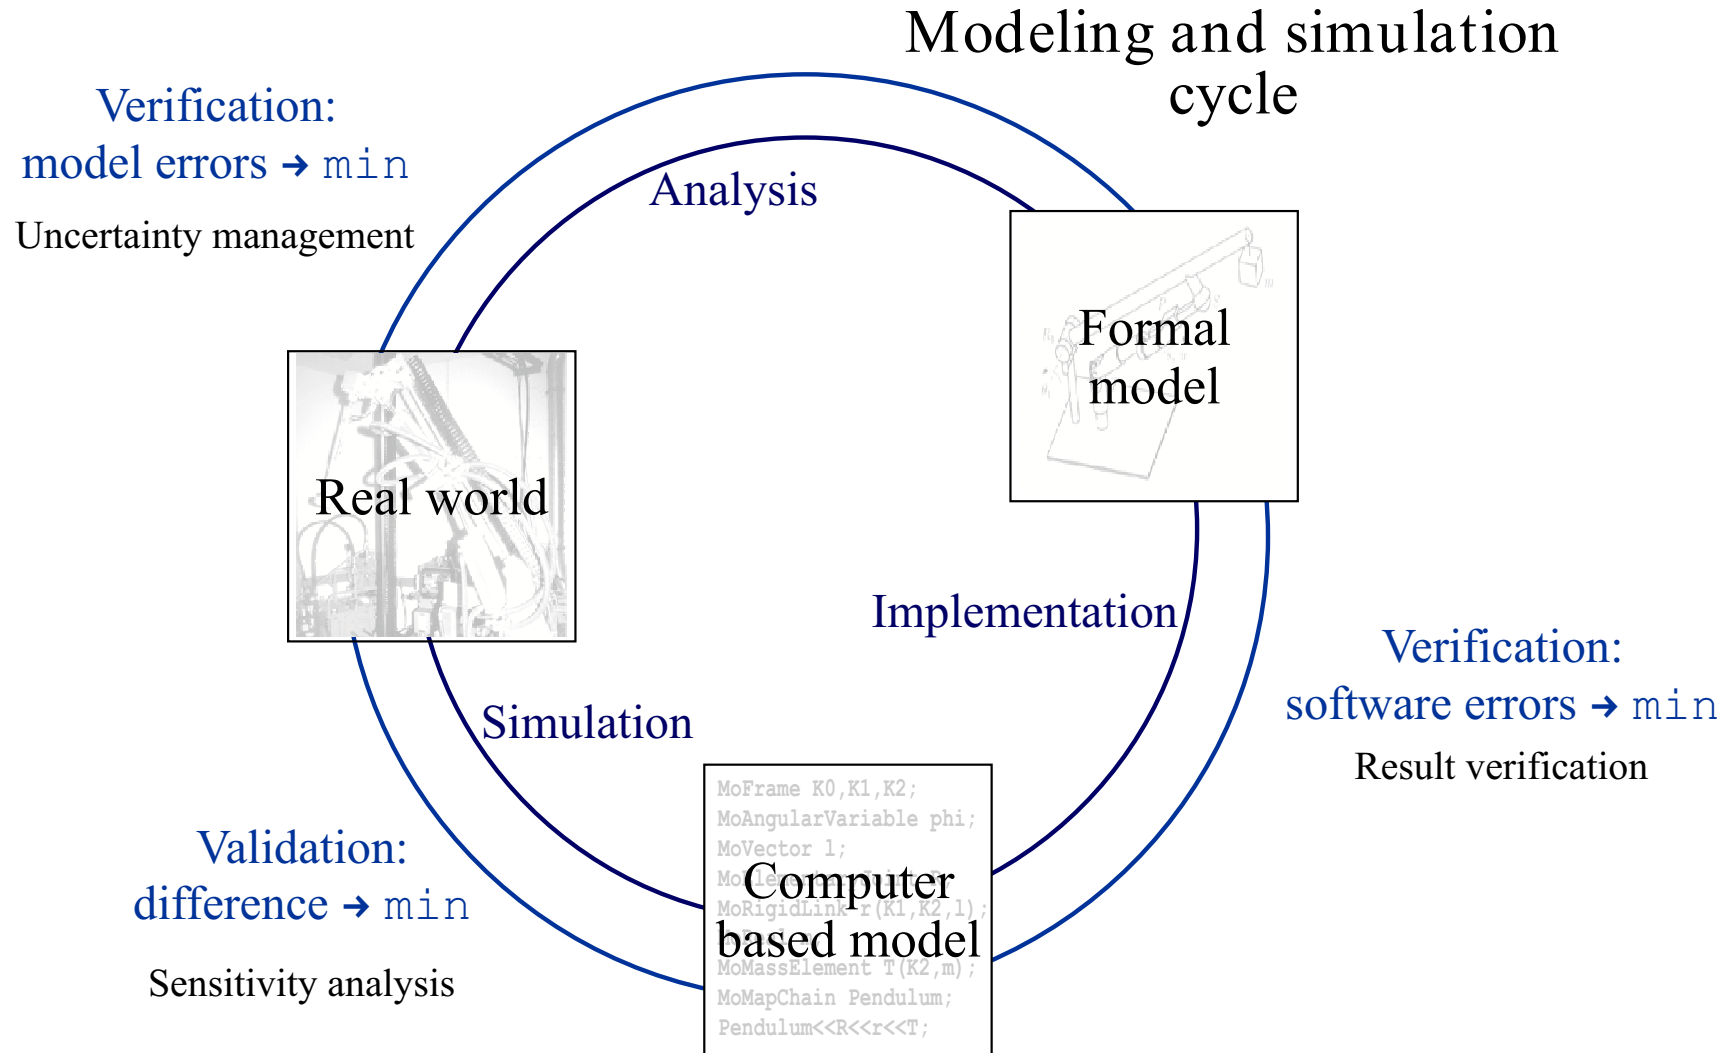 Modeling and simulation
cycle
Verification:
model errors → min
Uncertainty management
Analysis
Formal
model
Real world
Implementation
Verification:
software errors → min
Result verification
Simulation
Validation:
difference → min
Sensitivity analysis
MoFrame K0,K1,K2;
MoAngularVariable phi;
MoVector l;
Computer
MoRigidLink r(K1,K2,l);
based model
MoMassElement T(K2,m);
MoMapChain Pendulum;
Pendulum<<R<<r<<T;